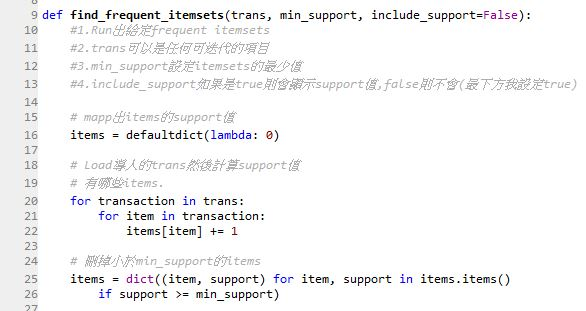 8
9 def find_frequent_itemsets(trans, min_support, include_support=False):
10 #1.Run出給定frequent itemsets
11 #2.trans可以是任何可迭代的項目
12 #3.min_support設定itemsets的最少值
13 #4.include_support如果是true則會顯示support值,false則不會(最下方我設定true)
14
15 # mapp出items的support值
16 items = defaultdict(lambda: 0)
17
18 # Load導入的trans然後計算support值
19 # 有哪些items.
20 for transaction in trans:
21 for item in transaction:
22 items[item] += 1
23
24 # 刪掉小於min_support的items
25 items = dict((item, support) for item, support in items.items()
26 if support >= min_support)
27